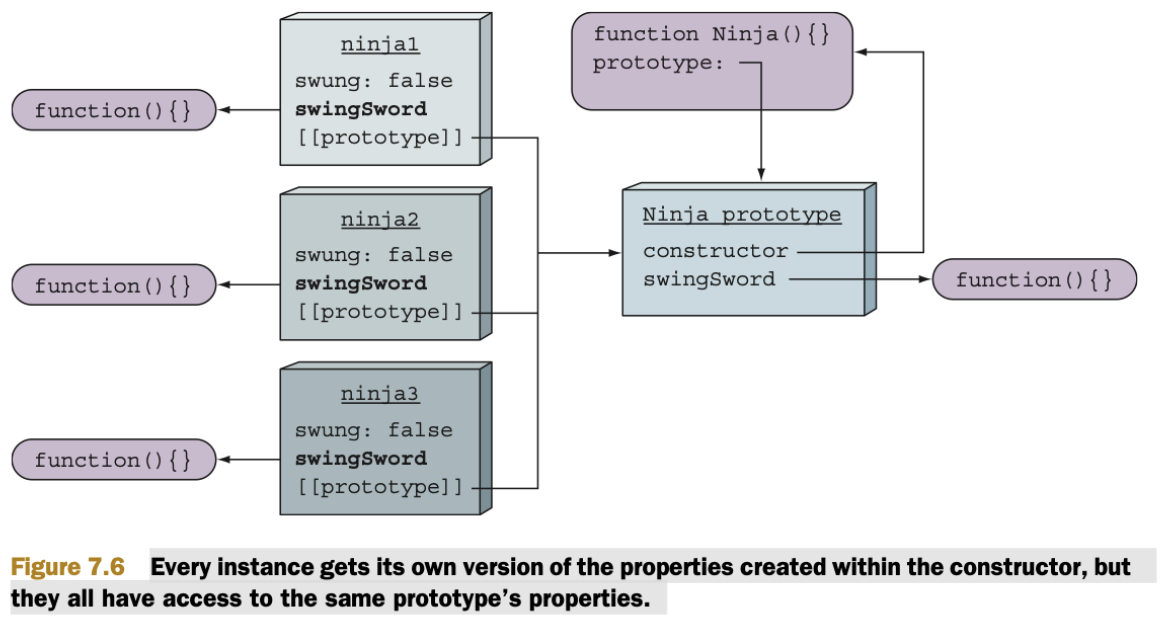 ninja1
swung: false
swingSword
[[prototype]]
function(){}
ninja2
swung: false
swingSword
[[prototype]]
function(){}
ninja3
swung: false
swingSword
[[prototype]]
function(){}
function Ninja(){}
prototype:
Ninja prototype
constructor
swingSword
function(){}
Figure 7.6 Every instance gets its own version of the properties created within the constructor, but
they all have access to the same prototype’s properties.